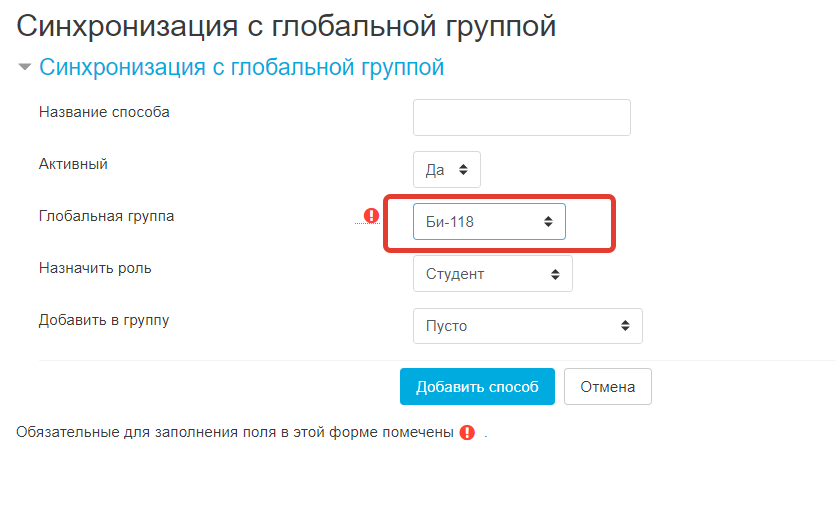 Синхронизация с глобальной группой
Синхронизация с глобальной группой
Название способа
Активный
Да
Глобальная группа
Би-118
Назначить роль
Студент
Добавить в группу
Пусто
Добавить способ
Отмена
Обязательные для заполнения поля в этой форме помечены ! .